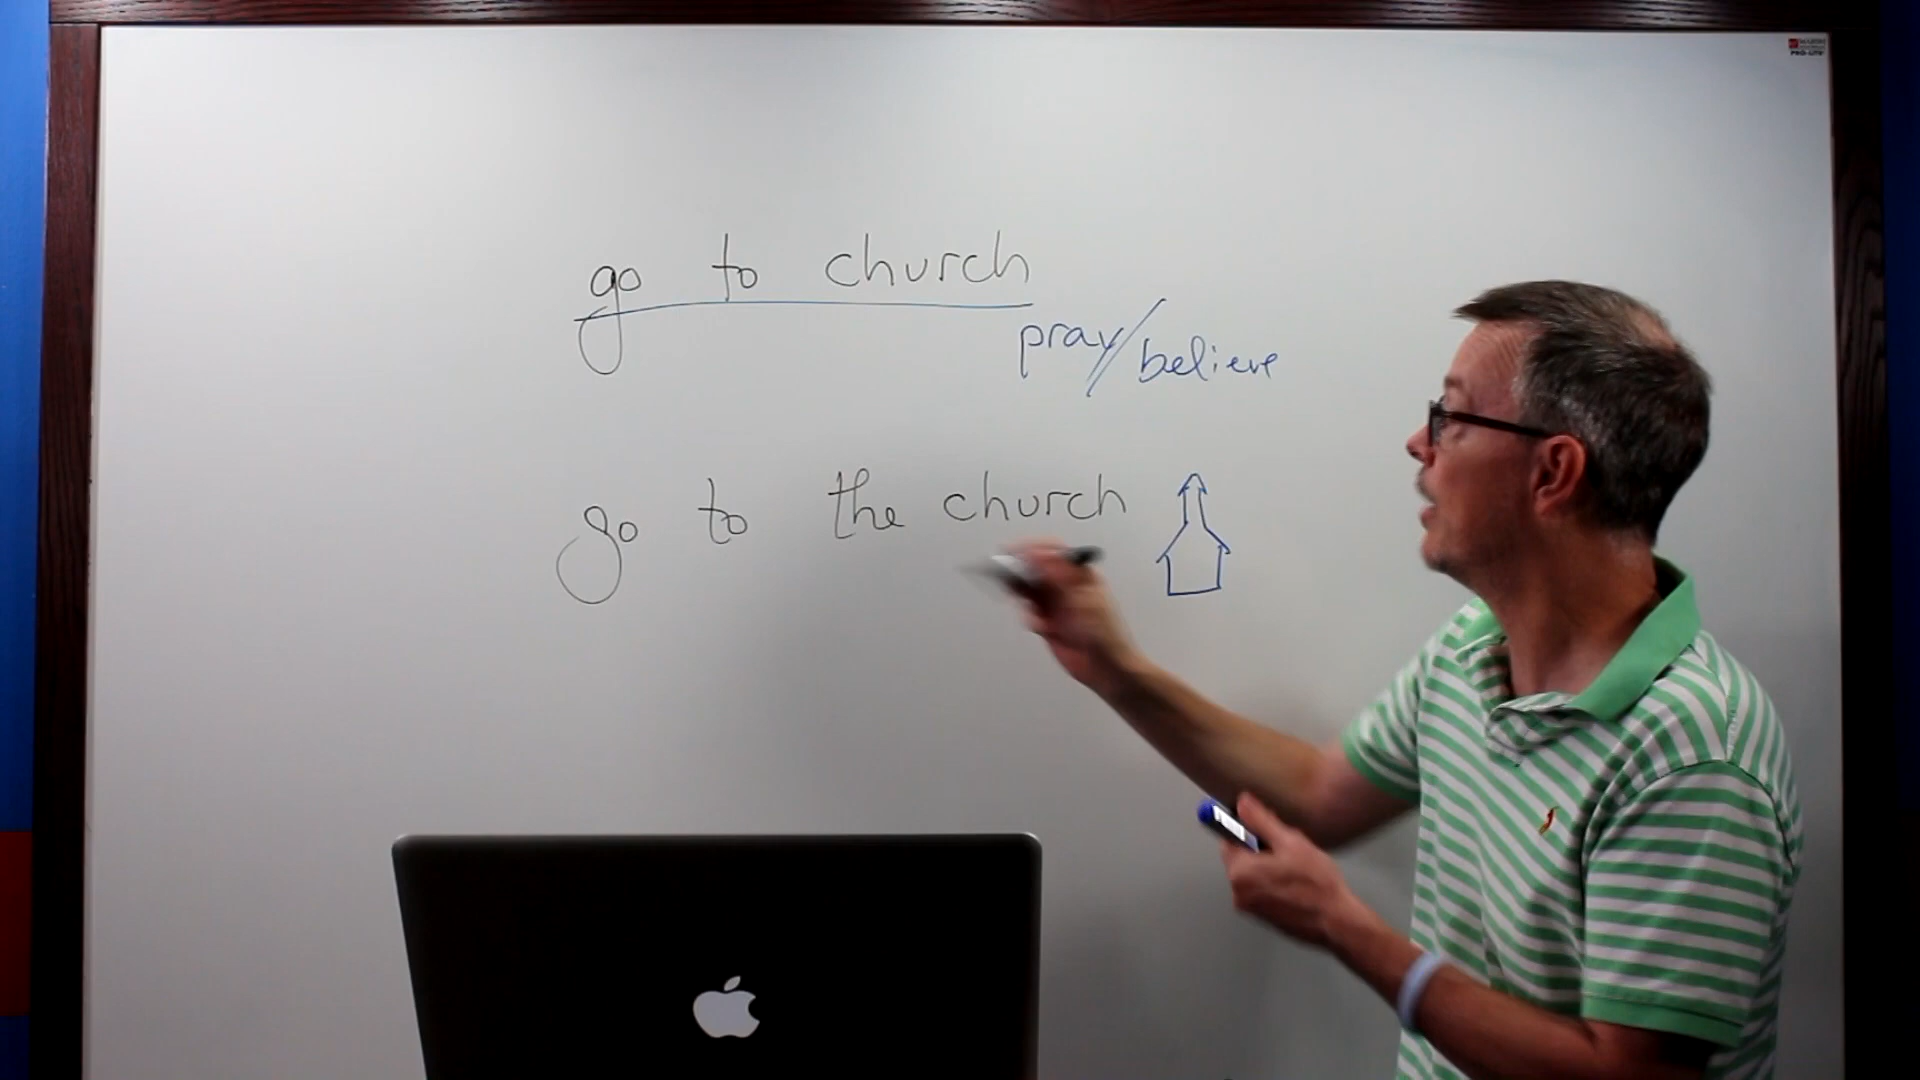 go to church
pray/believe
go to the church